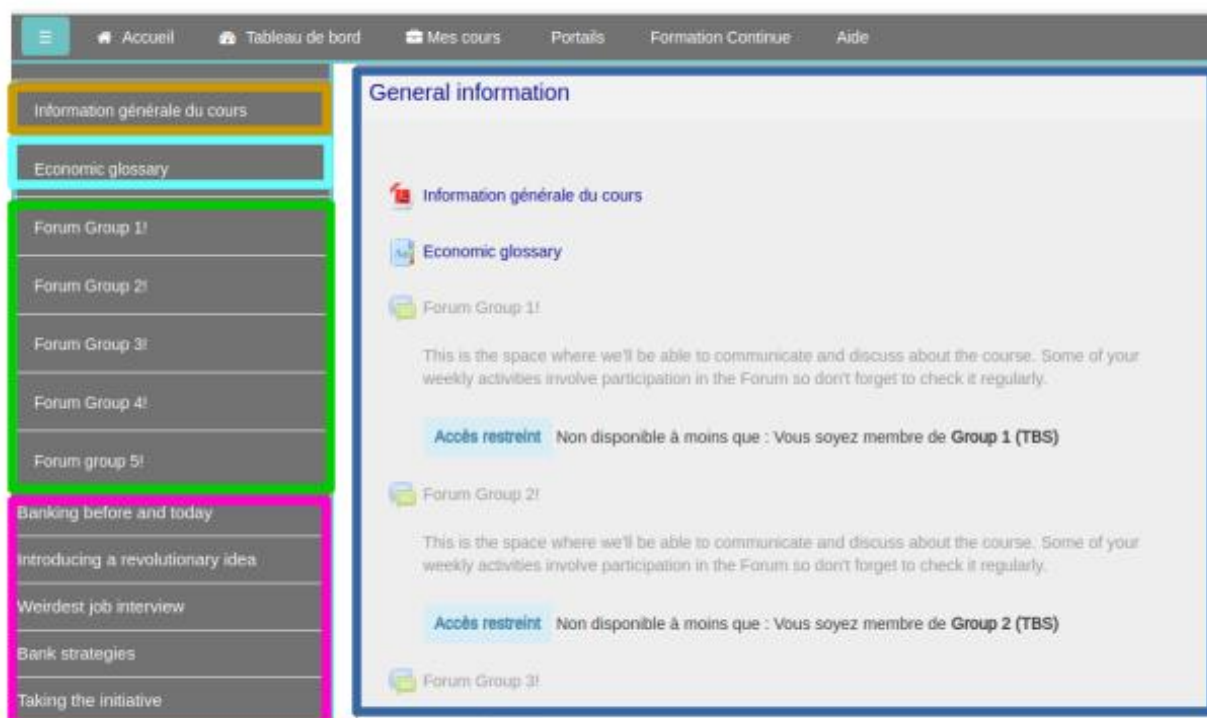 Accueil Tableau de bord Mes cours Portails Formation Continue Aide
Information générale du cours
Economic glossary
Forum Group 1!
Forum Group 2!
Forum Group 3!
Forum Group 4!
Forum group 5!
Banking before and today
Introducing a revolutionary idea
Weirdest job interview
Bank strategies
Taking the initiative
General information
Information générale du cours
Economic glossary
Forum Group 1!
This is the space where we'll be able to communicate and discuss about the course. Some of your
weekly activities involve participation in the Forum so don't forget to check it regularly.
Accès restreint Non disponible à moins que : Vous soyez membre de Group 1 (TBS)
Forum Group 2!
This is the space where we'll be able to communicate and discuss about the course. Some of your
weekly activities involve participation in the Forum so don't forget to check it regularly.
Accès restreint Non disponible à moins que : Vous soyez membre de Group 2 (TBS)
Forum Group 3!